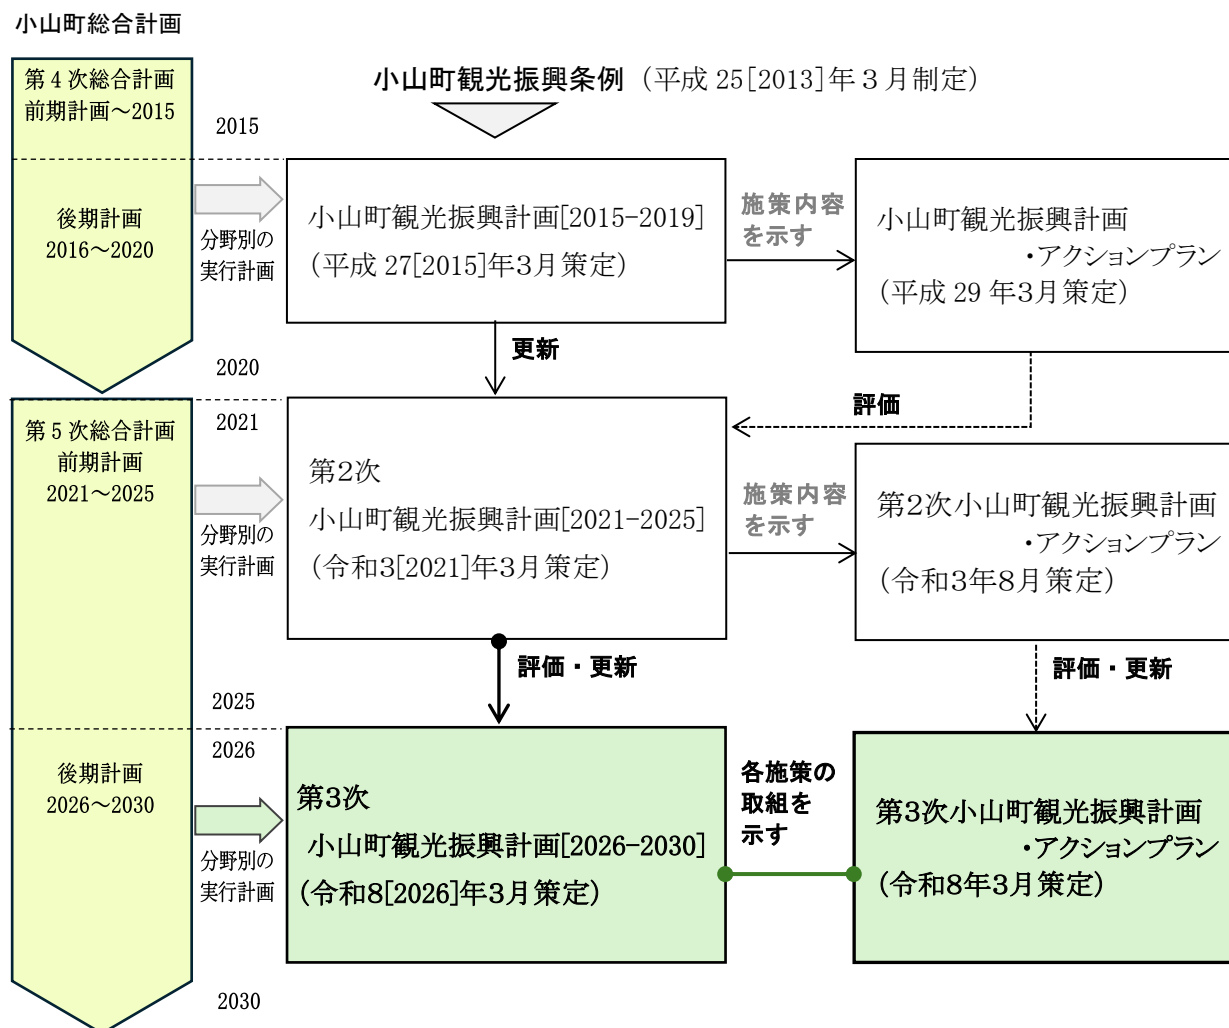 小山町総合計画
第４次総合計画
前期計画～2015
小山町観光振興条例（平成 25[2013]年３月制定）
2015
後期計画
2016～2020
分野別の
実行計画
小山町観光振興計画[2015-2019]
（平成 27[2015]年３月策定）
施策内容
を示す
小山町観光振興計画
・アクションプラン
（平成 29 年３月策定）
更新
2020
評価
2021
第５次総合計画
前期計画
2021～2025
分野別の
実行計画
第２次
小山町観光振興計画[2021-2025]
（令和３[2021]年３月策定）
施策内容
を示す
第２次小山町観光振興計画
・アクションプラン
（令和３年８月策定）
評価・更新
評価・更新
2025
2026
後期計画
2026～2030
分野別の
実行計画
第３次
小山町観光振興計画[2026-2030]
（令和８[2026]年３月策定）
各施策の
取組を
示す
第３次小山町観光振興計画
・アクションプラン
（令和８年３月策定）
2030